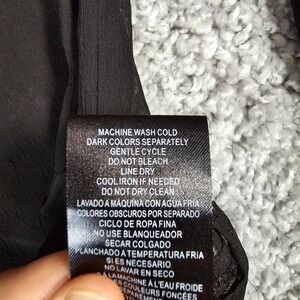 MACHINE WASH COLD
DARK COLORS SEPARATELY
GENTLE CYCLE
DO NOT BLEACH
LINE DRY
COOL IRON IF NEEDED
DO NOT DRY CLEAN
LAVADO A MÁQUINA CON AGUA FRIA
COLORES OBSCUROS POR SEPARADO
CICLO DE ROPA FINA
NO USE BLANQUEADOR
SECAR COLGADO
PLANCHADO A TEMPERATURA FRIA
SI ES NECESARIO
NO LAVAR EN SECO
À LA MACHINE À L'EAU FROIDE
COULEURS FONCÉES